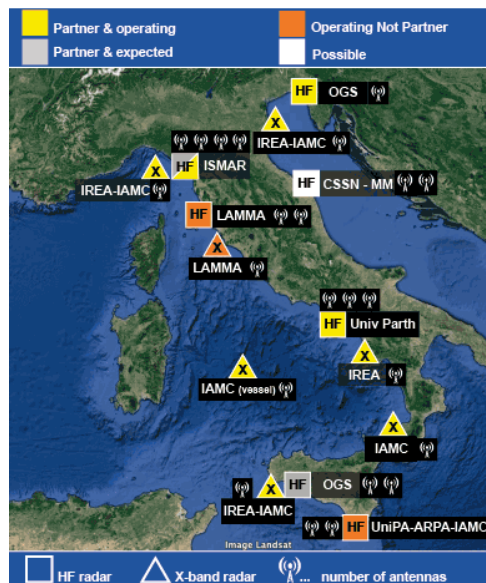 Partner & operating
Operating Not Partner
Partner & expected
Possible
HF OGS
X
IREA-IAMC
X
IREA-IAMC
HF ISMAR
HF CSSN - MM
HF LAMMA
X
LAMMA
HF Univ Parth
X
IREA
X
IAMC (vessel)
X
IAMC
X
IREA-IAMC
HF OGS
HF UniPA-ARPA-IAMC
Image Landsat
HF radar
X-band radar
... number of antennas